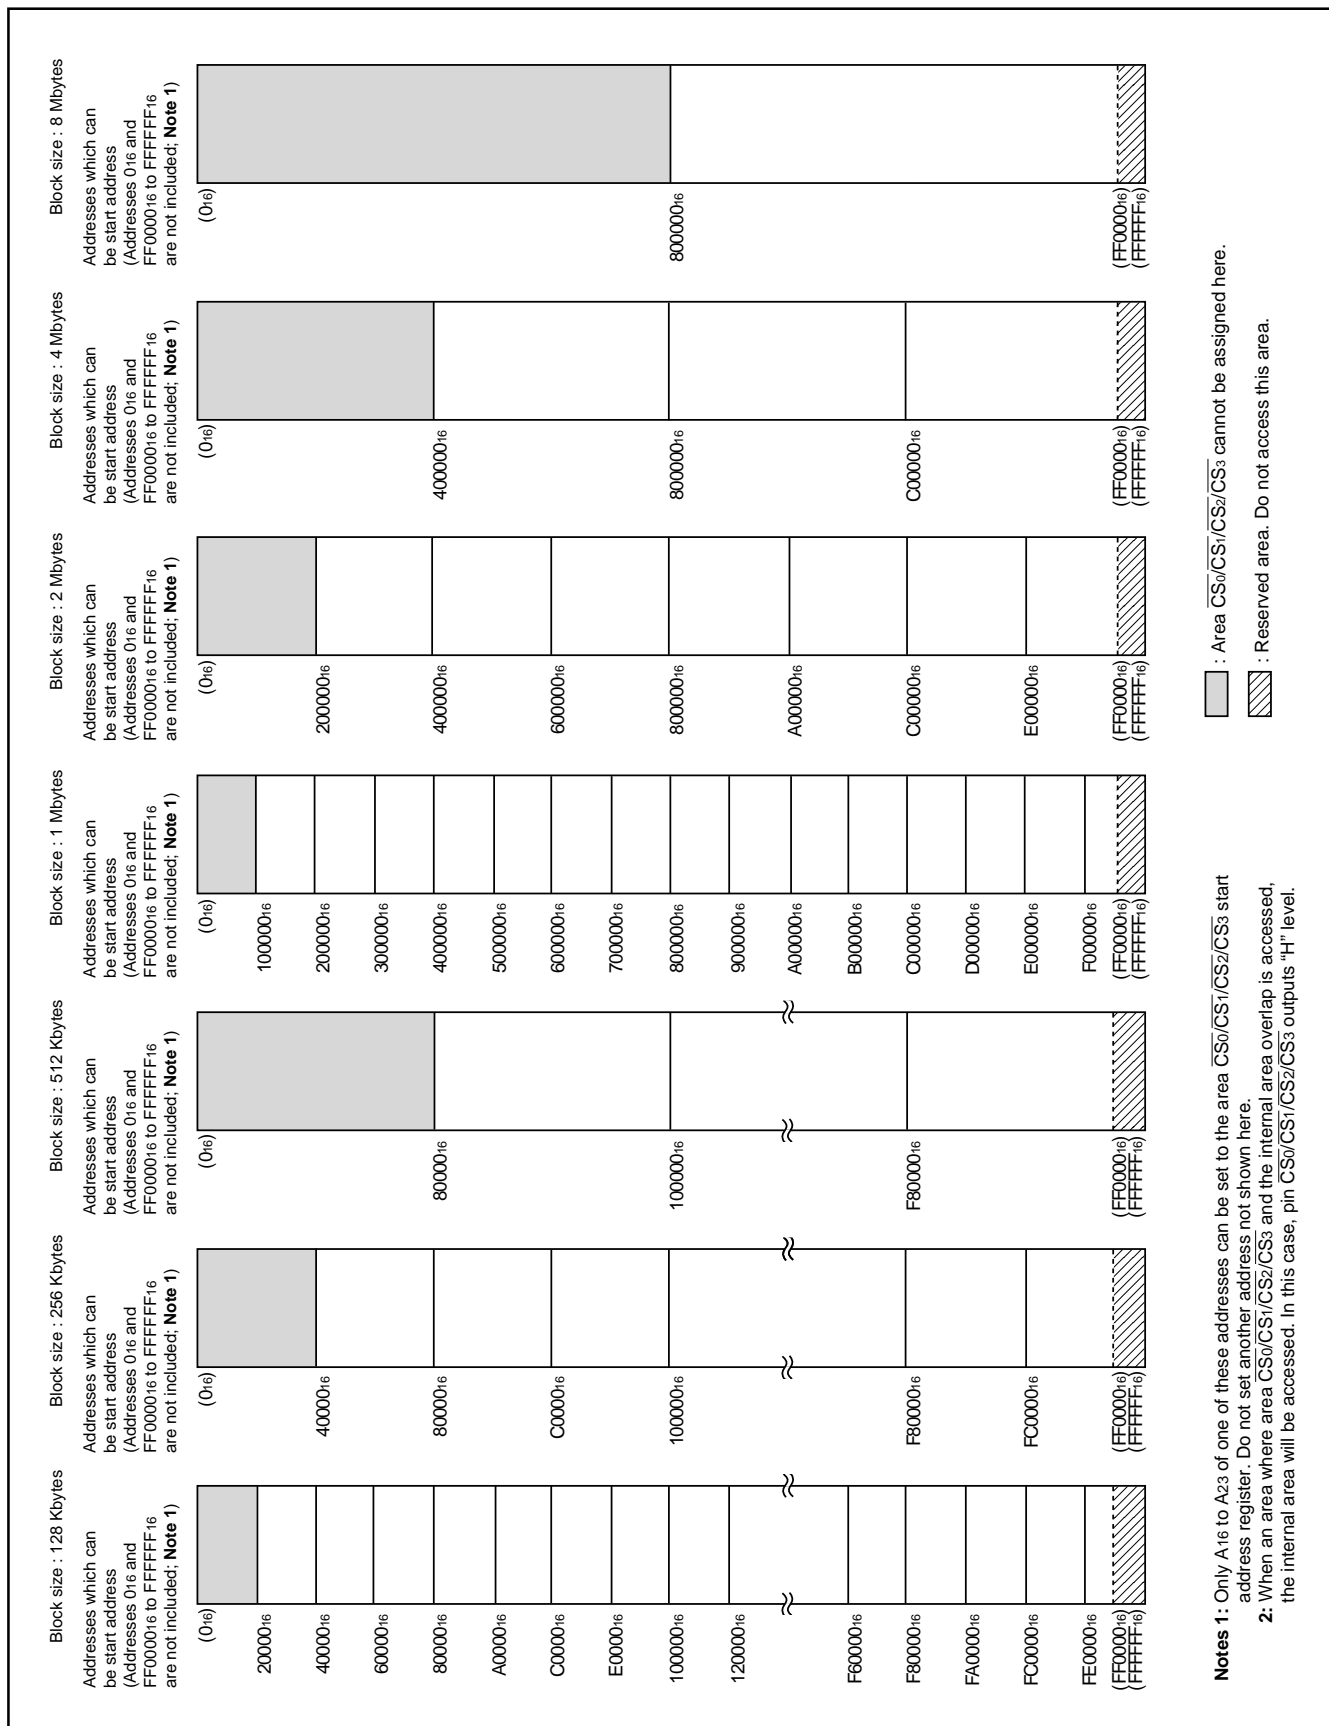 Block size : 128 Kbytes
Addresses which can
be start address
(Addresses 0₁₆ and
FF0000₁₆ to FFFFFF₁₆
are not included; Note 1)
(0₁₆)
20000₁₆
40000₁₆
60000₁₆
80000₁₆
A0000₁₆
C0000₁₆
E0000₁₆
100000₁₆
120000₁₆
F60000₁₆
F80000₁₆
FA0000₁₆
FC0000₁₆
FE0000₁₆
(FF0000₁₆)
(FFFFFF₁₆)
Block size : 256 Kbytes
Addresses which can
be start address
(Addresses 0₁₆ and
FF0000₁₆ to FFFFFF₁₆
are not included; Note 1)
(0₁₆)
40000₁₆
80000₁₆
C0000₁₆
100000₁₆
F80000₁₆
FC0000₁₆
(FF0000₁₆)
(FFFFFF₁₆)
Block size : 512 Kbytes
Addresses which can
be start address
(Addresses 0₁₆ and
FF0000₁₆ to FFFFFF₁₆
are not included; Note 1)
(0₁₆)
80000₁₆
100000₁₆
F80000₁₆
(FF0000₁₆)
(FFFFFF₁₆)
Block size : 1 Mbytes
Addresses which can
be start address
(Addresses 0₁₆ and
FF0000₁₆ to FFFFFF₁₆
are not included; Note 1)
(0₁₆)
100000₁₆
200000₁₆
300000₁₆
400000₁₆
500000₁₆
600000₁₆
700000₁₆
800000₁₆
900000₁₆
A00000₁₆
B00000₁₆
C00000₁₆
D00000₁₆
E00000₁₆
F00000₁₆
(FF0000₁₆)
(FFFFFF₁₆)
Block size : 2 Mbytes
Addresses which can
be start address
(Addresses 0₁₆ and
FF0000₁₆ to FFFFFF₁₆
are not included; Note 1)
(0₁₆)
200000₁₆
400000₁₆
600000₁₆
800000₁₆
A00000₁₆
C00000₁₆
E00000₁₆
(FF0000₁₆)
(FFFFFF₁₆)
Block size : 4 Mbytes
Addresses which can
be start address
(Addresses 0₁₆ and
FF0000₁₆ to FFFFFF₁₆
are not included; Note 1)
(0₁₆)
400000₁₆
800000₁₆
C00000₁₆
(FF0000₁₆)
(FFFFFF₁₆)
Block size : 8 Mbytes
Addresses which can
be start address
(Addresses 0₁₆ and
FF0000₁₆ to FFFFFF₁₆
are not included; Note 1)
(0₁₆)
800000₁₆
(FF0000₁₆)
(FFFFFF₁₆)
: Area CS₀/CS₁/CS₂/CS₃ cannot be assigned here.
: Reserved area. Do not access this area.
Notes 1: Only A₁₆ to A₂₃ of one of these addresses can be set to the area CS₀/CS₁/CS₂/CS₃ start
address register. Do not set another address not shown here.
2: When an area where area CS₀/CS₁/CS₂/CS₃ and the internal area overlap is accessed,
the internal area will be accessed. In this case, pin CS₀/CS₁/CS₂/CS₃ outputs “H” level.